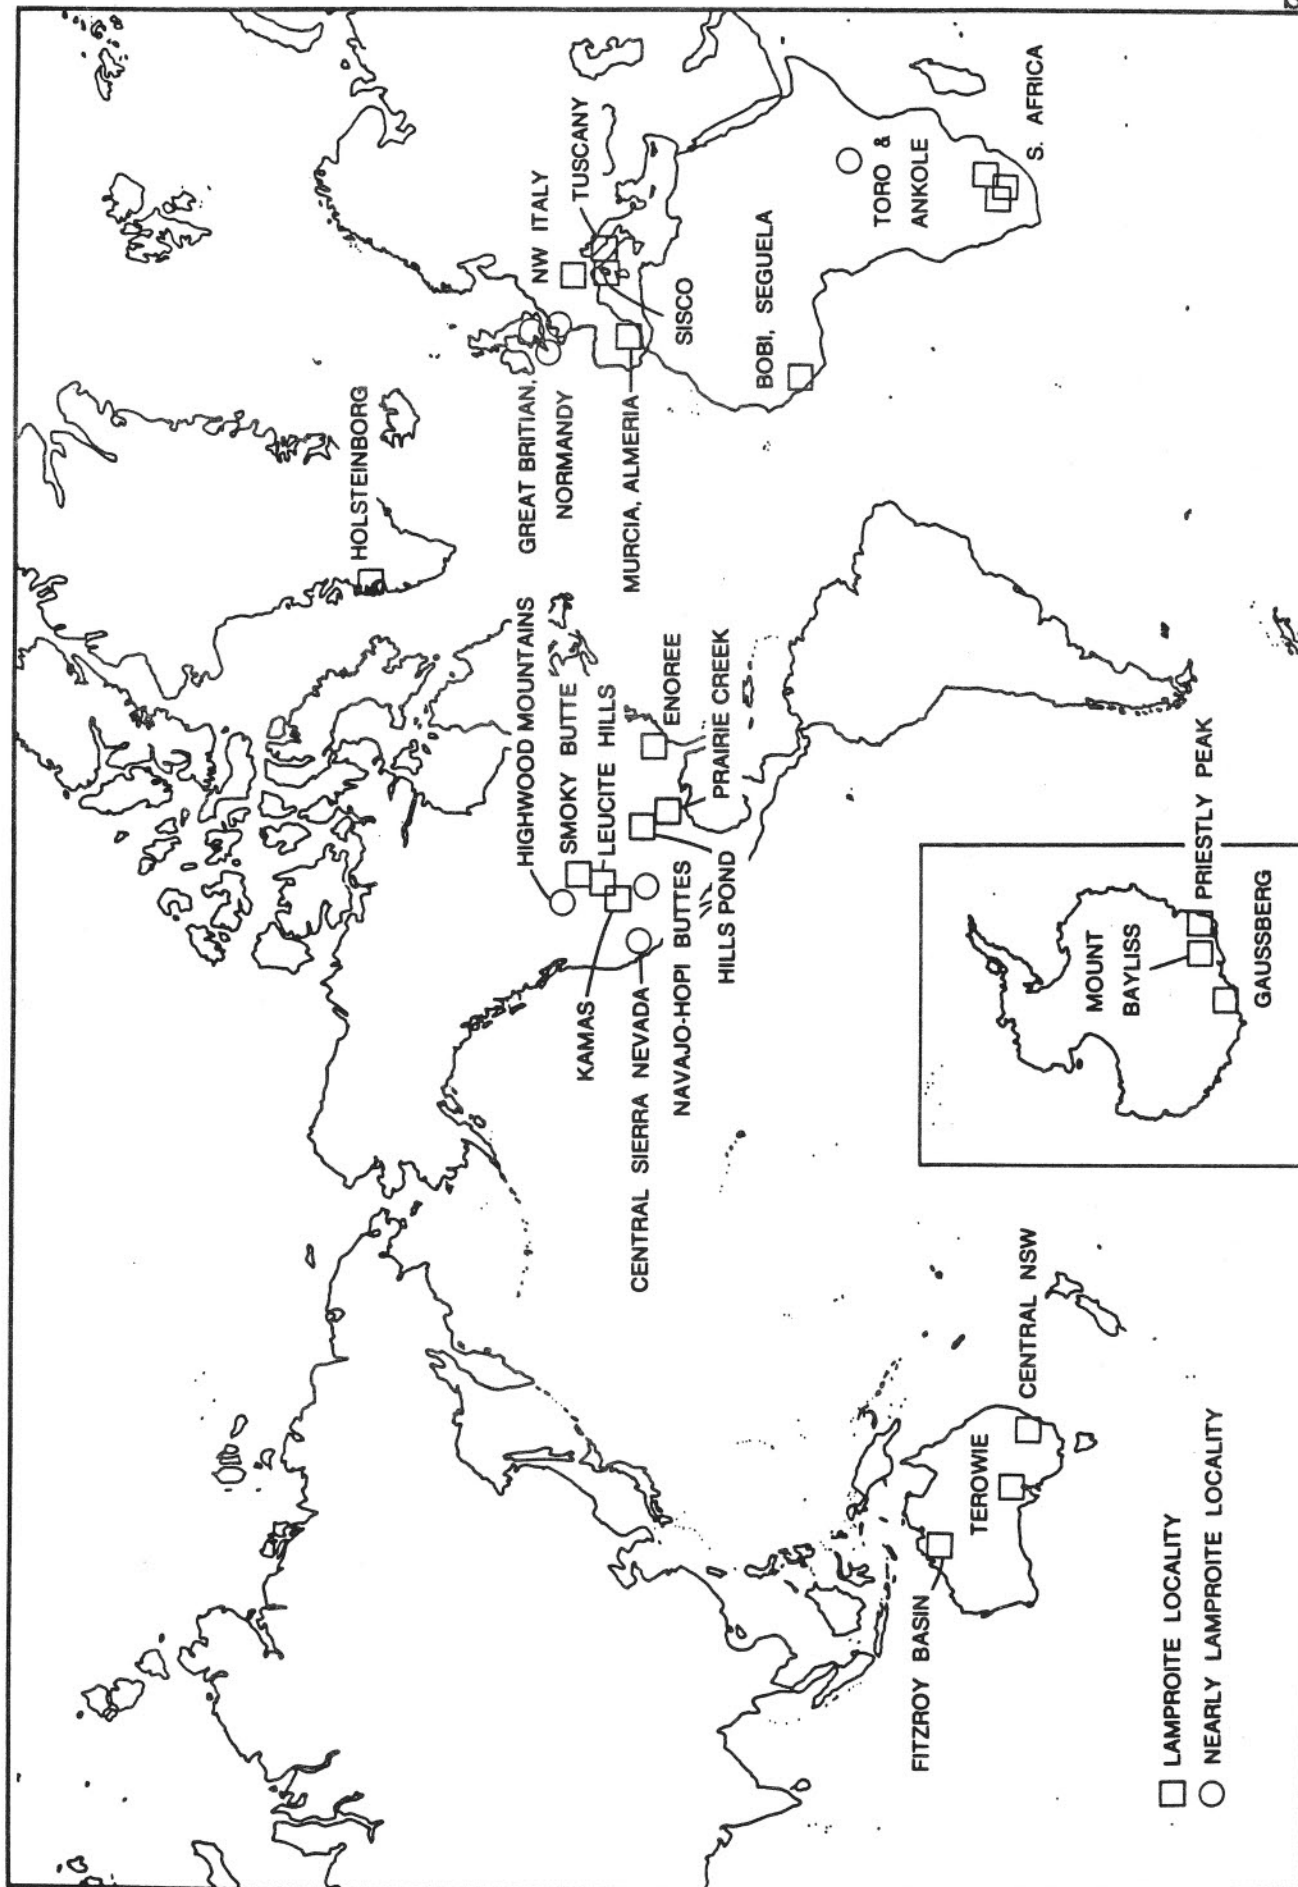 HOLSTEINBORG
GREAT BRITIAN,
NORMANDY
NW ITALY
TUSCANY
SISCO
MURCIA, ALMERIA
BOBI, SEGUELA
TORO &
ANKOLE
S. AFRICA
HIGHWOOD MOUNTAINS
SMOKY BUTTE
LEUCITE HILLS
ENOREE
PRAIRIE CREEK
HILLS POND
NAVAJO-HOPI BUTTES
KAMAS
CENTRAL SIERRA NEVADA
MOUNT
BAYLISS
PRIESTLY PEAK
GAUSSBERG
FITZROY BASIN
TEROWIE
CENTRAL NSW
LAMPROITE LOCALITY
NEARLY LAMPROITE LOCALITY